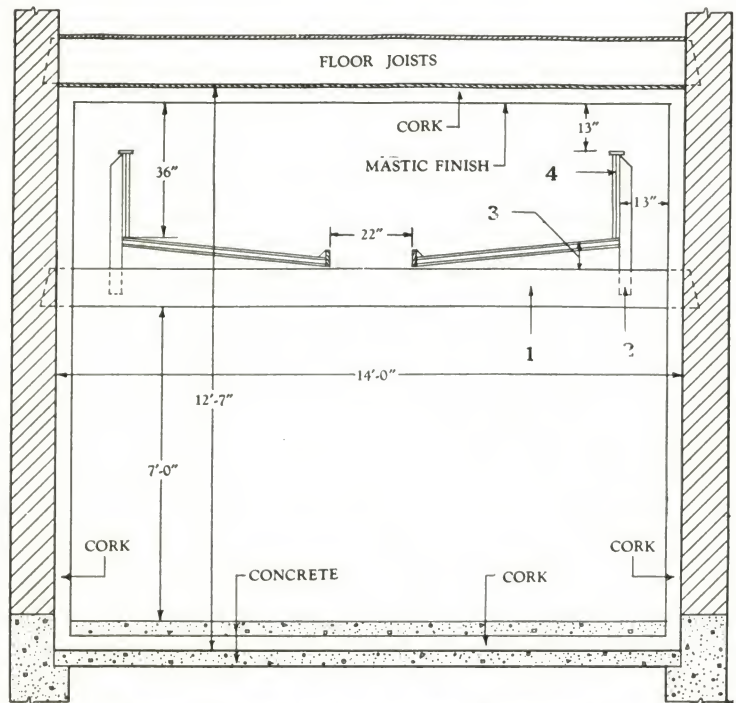 FLOOR JOISTS
CORK
13"
MASTIC FINISH
36"
4
13"
3
22"
1
2
14'-0"
12'-7"
7'-0"
CORK
CORK
CONCRETE
CORK